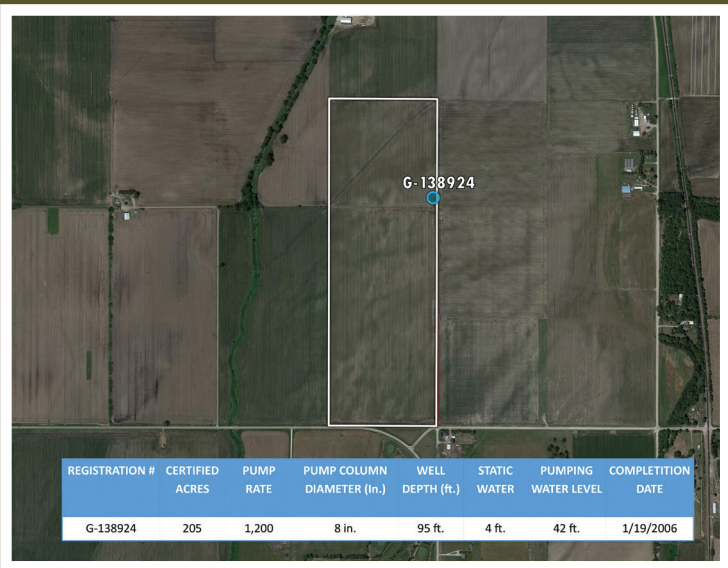 G-138924
REGISTRATION # CERTIFIED PUMP PUMP COLUMN WELL STATIC PUMPING COMPLETITION
ACRES RATE DIAMETER (In.) DEPTH (ft.) WATER WATER LEVEL DATE
G-138924 205 1,200 8 in. 95 ft. 4 ft. 42 ft. 1/19/2006